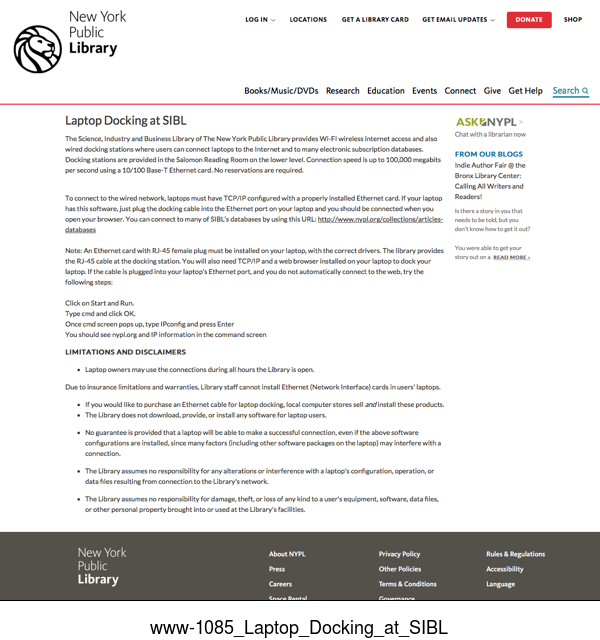 New York
Public
Library
LOG IN
LOCATIONS
GET A LIBRARY CARD
GET EMAIL UPDATES
DONATE
SHOP
Books/Music/DVDs Research Education Events Connect Give Get Help Search
Laptop Docking at SIBL
The Science, Industry and Business Library of The New York Public Library provides Wi-FI wireless internet access and also
wired docking stations where users can connect laptops to the Internet and to many electronic subscription databases.
Docking stations are provided in the Salomon Reading Room on the lower level. Connection speed is up to 100,000 megabits
per second using a 10/100 Base-T Ethernet card. No reservations are required.
To connect to the wired network, laptops must have TCP/IP configured with a properly installed Ethernet card. If your laptop
has this software, just plug the docking cable into the Ethernet port on your laptop and you should be connected when you
open your browser. You can connect to many of SIBL's databases by using this URL: http://www.nypl.org/collections/articles-
databases
Note: An Ethernet card with RJ-45 female plug must be installed on your laptop, with the correct drivers. The library provides
the RJ-45 cable at the docking station. You will also need TCP/IP and a web browser installed on your laptop to dock your
laptop. If the cable is plugged into your laptop's Ethernet port, and you do not automatically connect to the web, try the
following steps:
Click on Start and Run.
Type cmd and click OK.
Once cmd screen pops up, type IPconfig and press Enter
You should see nypl.org and IP information in the command screen
LIMITATIONS AND DISCLAIMERS
• Laptop owners may use the connections during all hours the Library is open.
Due to insurance limitations and warranties, Library staff cannot install Ethernet (Network Interface) cards in users' laptops.
• If you would like to purchase an Ethernet cable for laptop docking, local computer stores sell and install these products.
• The Library does not download, provide, or install any software for laptop users.
• No guarantee is provided that a laptop will be able to make a successful connection, even if the above software
configurations are installed, since many factors (including other software packages on the laptop) may interfere with a
connection.
• The Library assumes no responsibility for any alterations or interference with a laptop's configuration, operation, or
data files resulting from connection to the Library's network.
• The Library assumes no responsibility for damage, theft, or loss of any kind to a user's equipment, software, data files,
or other personal property brought into or used at the Library's facilities.
ASK NYPL >
Chat with a librarian now
FROM OUR BLOGS
Indie Author Fair @ the
Bronx Library Center:
Calling All Writers and
Readers!
Is there a story in you that
needs to be told, but you
don't know how to get it out?
You were able to get your
story out on a READ MORE ›
New York
Public
Library
About NYPL
Press
Careers
Space Rental
Privacy Policy
Other Policies
Terms & Conditions
Governance
Rules & Regulations
Accessibility
Language
www-1085_Laptop_Docking_at_SIBL